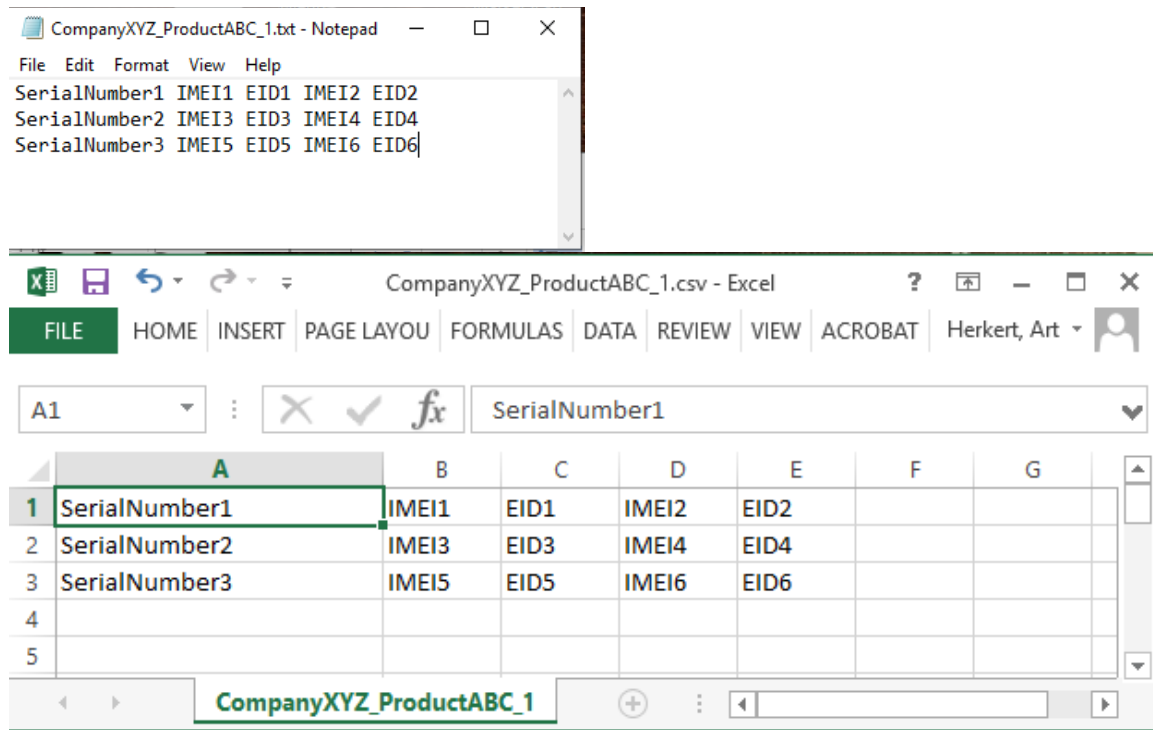 CompanyXYZ_ProductABC_1.txt - Notepad
File Edit Format View Help
SerialNumber1 IMEI1 EID1 IMEI2 EID2
SerialNumber2 IMEI3 EID3 IMEI4 EID4
SerialNumber3 IMEI5 EID5 IMEI6 EID6
CompanyXYZ_ProductABC_1.csv - Excel ?
FILE HOME INSERT PAGE LAYOU FORMULAS DATA REVIEW VIEW ACROBAT Herkert, Art
A1 fx SerialNumber1
A B C D E F G
1 SerialNumber1 IMEI1 EID1 IMEI2 EID2
2 SerialNumber2 IMEI3 EID3 IMEI4 EID4
3 SerialNumber3 IMEI5 EID5 IMEI6 EID6
4
5
CompanyXYZ_ProductABC_1